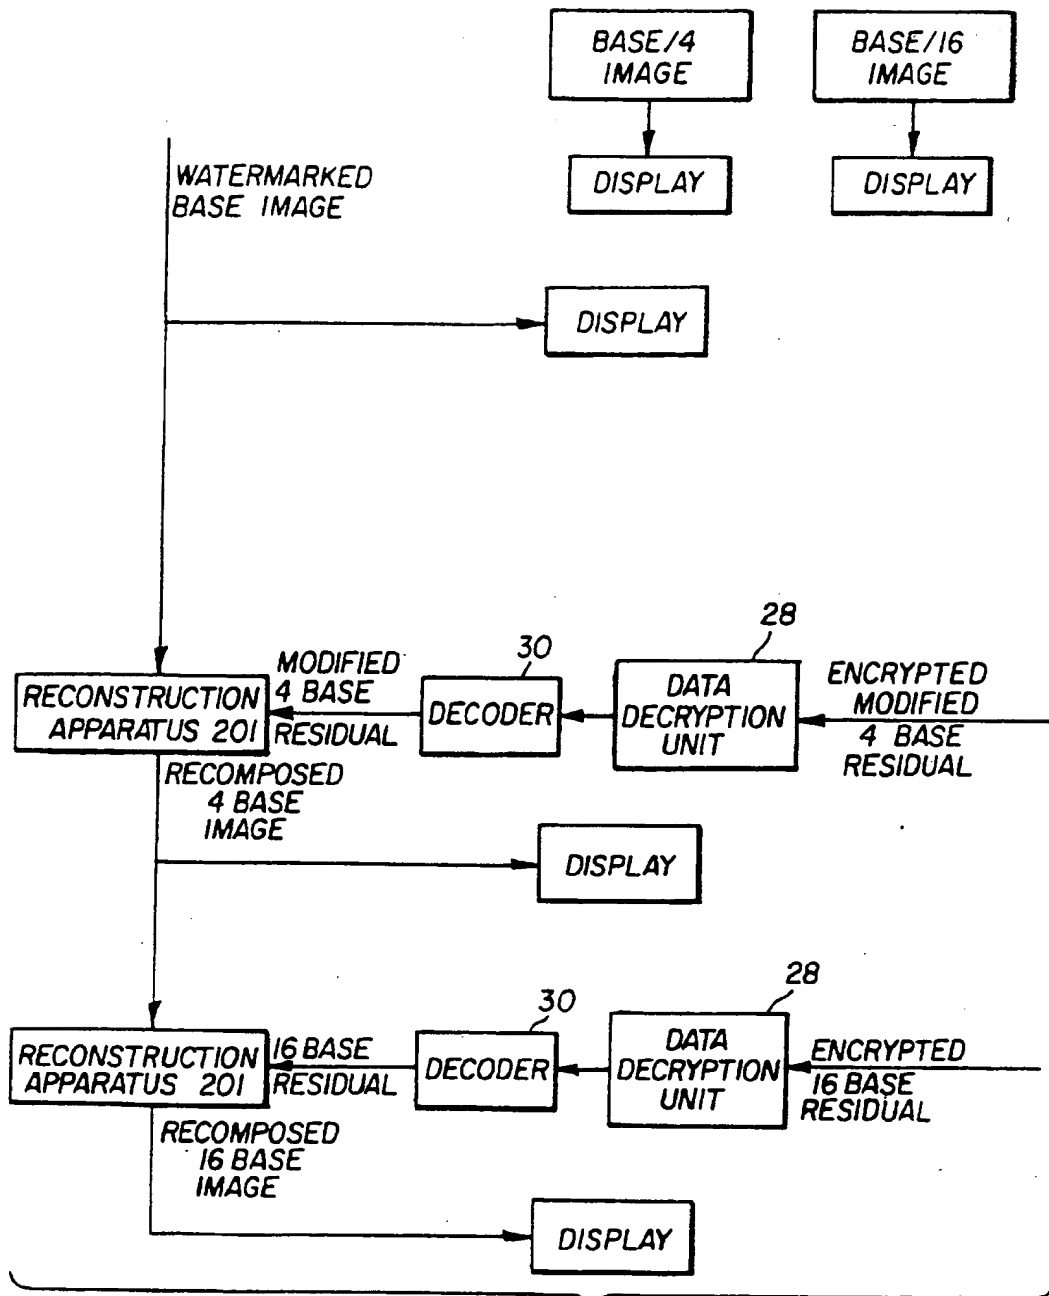 BASE/4
IMAGE
BASE/16
IMAGE
DISPLAY
DISPLAY
WATERMARKED
BASE IMAGE
DISPLAY
28
30
RECONSTRUCTION
APPARATUS 201
MODIFIED
4 BASE
RESIDUAL
DECODER
DATA
DECRYPTION
UNIT
ENCRYPTED
MODIFIED
4 BASE
RESIDUAL
RECOMPOSED
4 BASE
IMAGE
DISPLAY
28
30
RECONSTRUCTION
APPARATUS 201
16 BASE
RESIDUAL
DECODER
DATA
DECRYPTION
UNIT
ENCRYPTED
16 BASE
RESIDUAL
RECOMPOSED
16 BASE
IMAGE
DISPLAY